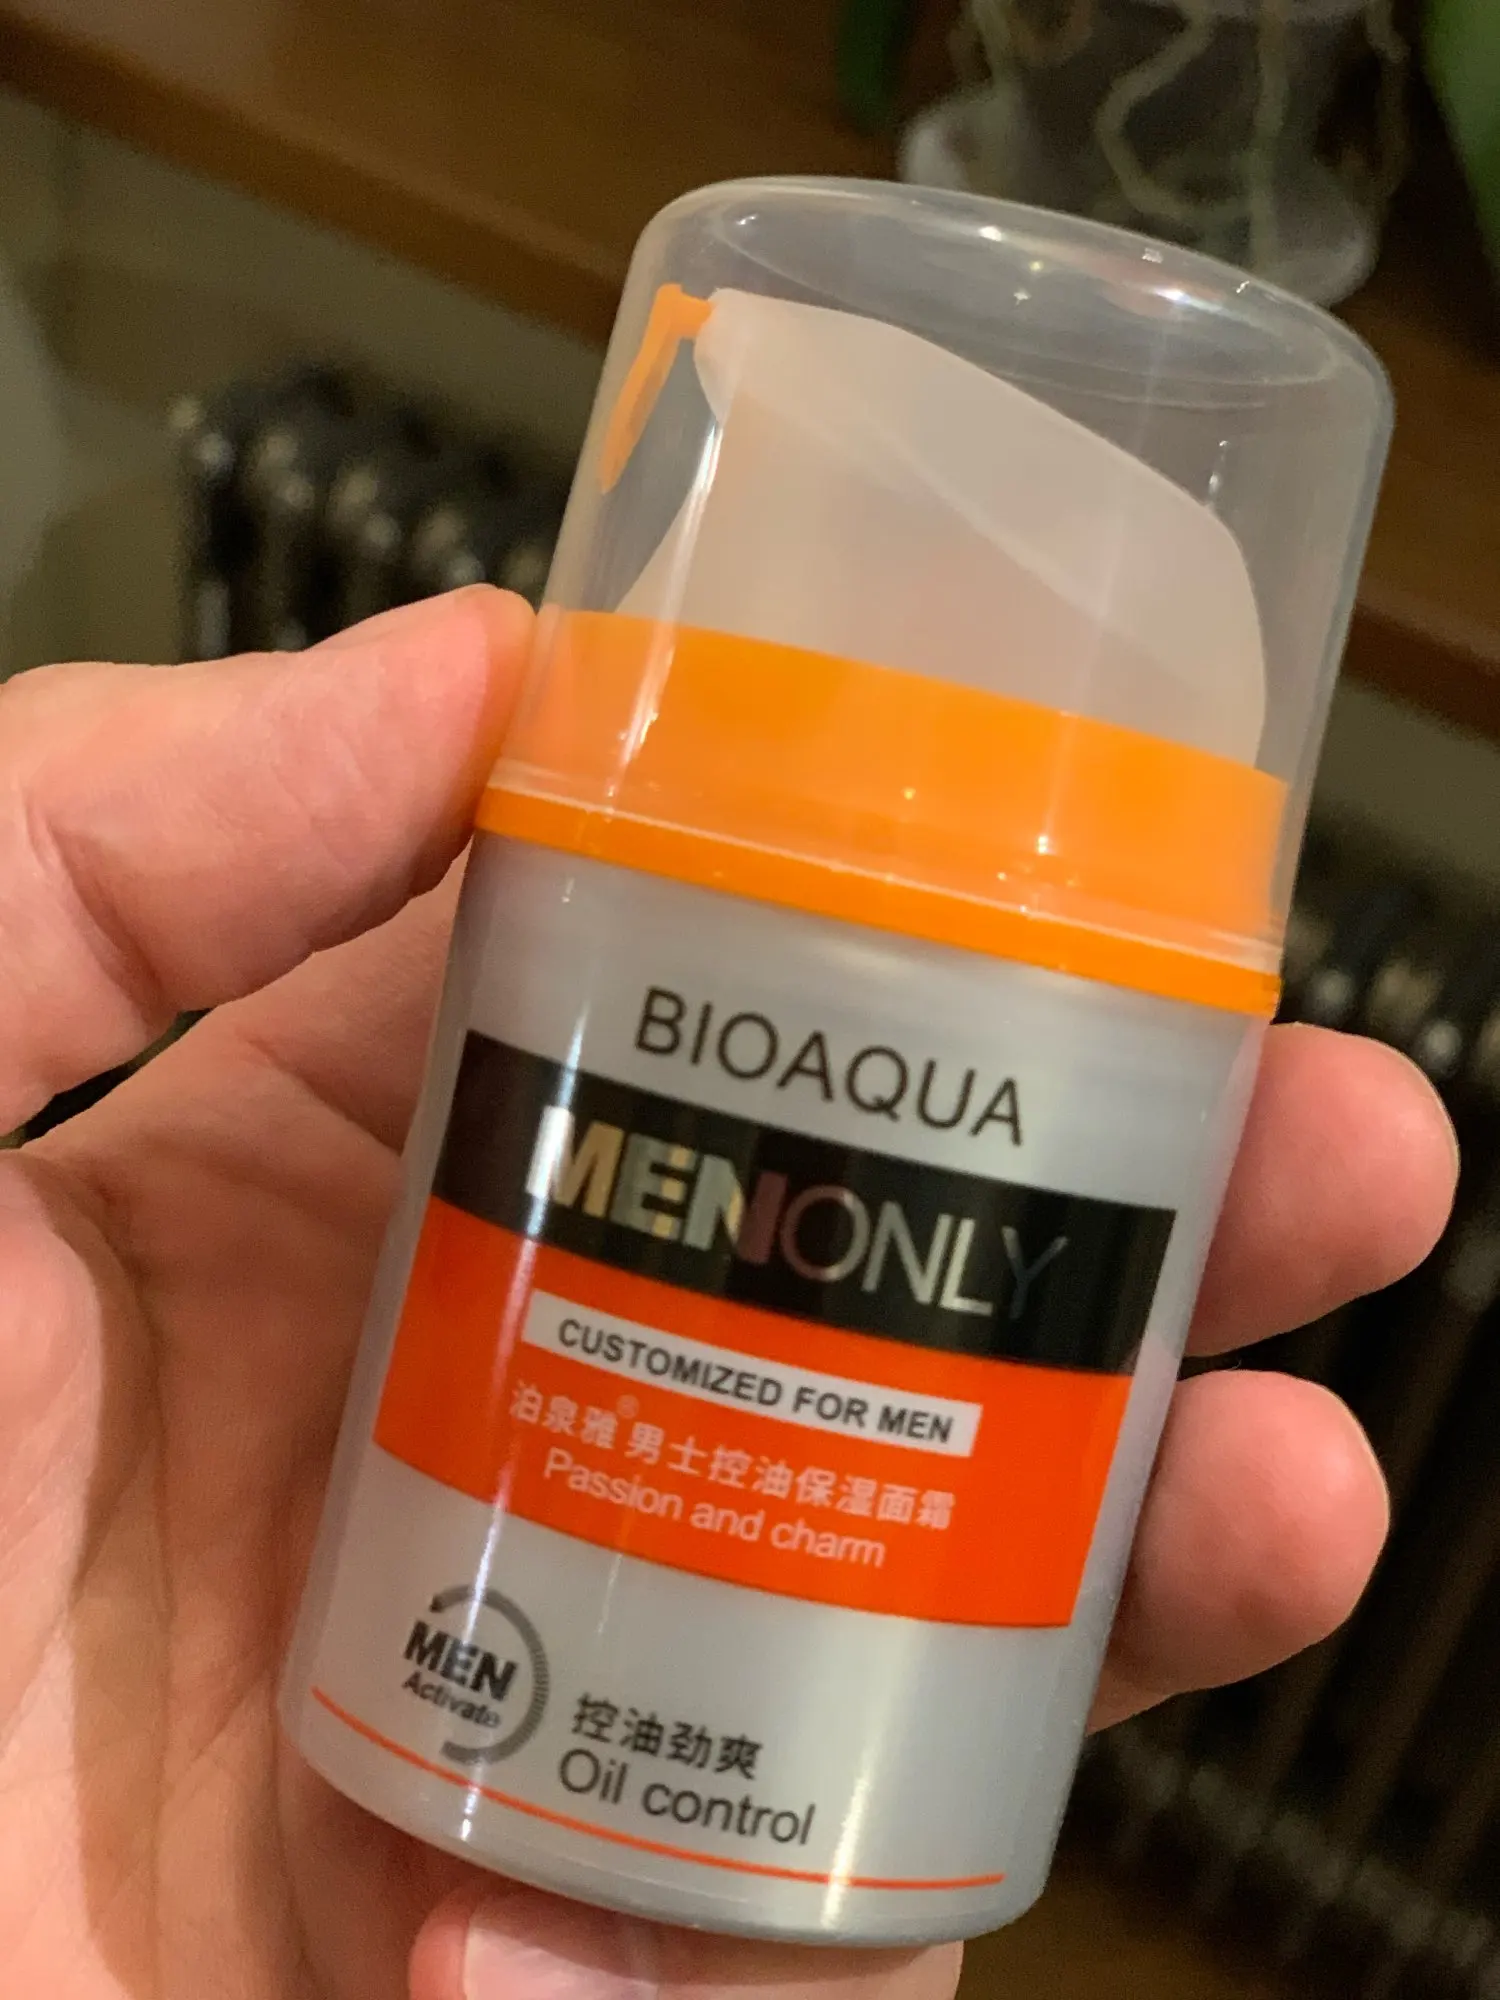 BIOAQUA
MENONLY
CUSTOMIZED FOR MEN
泊泉雅®男士控油保湿面霜
Passion and charm
MEN
Activate
控油劲爽
Oil control